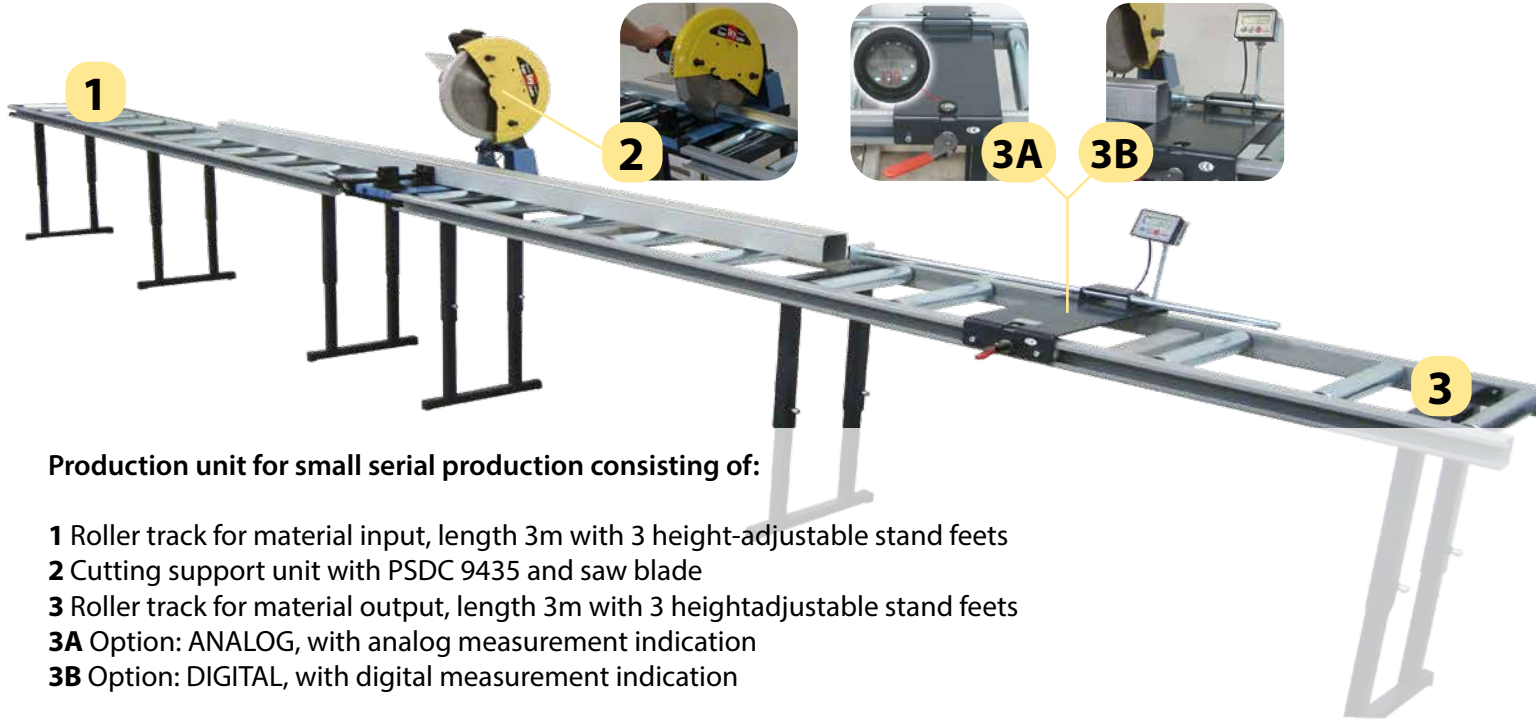 1
2
3A
3B
3
Production unit for small serial production consisting of:
1 Roller track for material input, length 3m with 3 height-adjustable stand feets
2 Cutting support unit with PSDC 9435 and saw blade
3 Roller track for material output, length 3m with 3 heightadjustable stand feets
3A Option: ANALOG, with analog measurement indication
3B Option: DIGITAL, with digital measurement indication